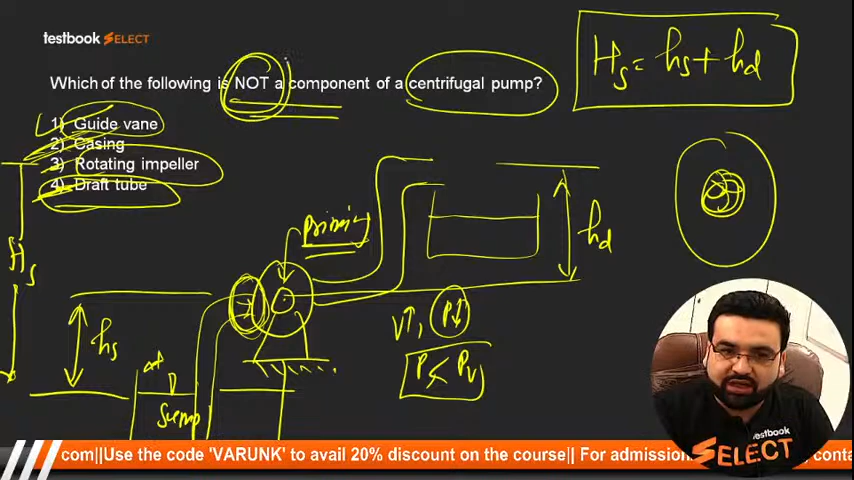 testbook SELECT
Which of the following is NOT a component of a centrifugal pump?
1) Guide vane
2) Casing
3) Rotating impeller
4) Draft tube
Hs = hs + hd
Priming
hd
Hs
hs
V↑, P↓
P < Pv
Sump
testbook
SELECT
com||Use the code 'VARUNK' to avail 20% discount on the course|| For admission